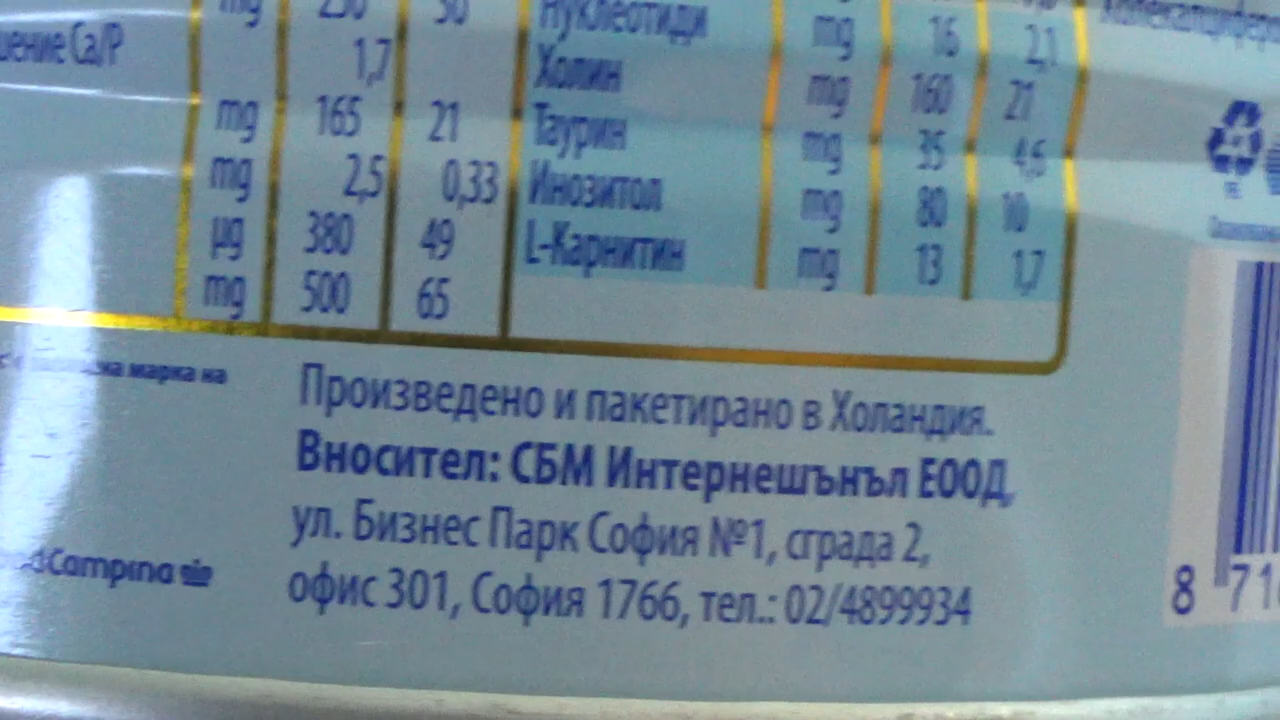 mg 250 50
шение Ca/P 1,7
mg 165 21
mg 2,5 0,33
µg 380 49
mg 500 65
Нуклеотиди mg 16 2,1
Холин mg 160 21
Таурин mg 35 4,6
Инозитол mg 80 10
L-Карнитин mg 13 1,7
марка на
Campina
Произведено и пакетирано в Холандия.
Вносител: СБМ Интернешънъл ЕООД,
ул. Бизнес Парк София №1, сграда 2,
офис 301, София 1766, тел.: 02/4899934
8 71